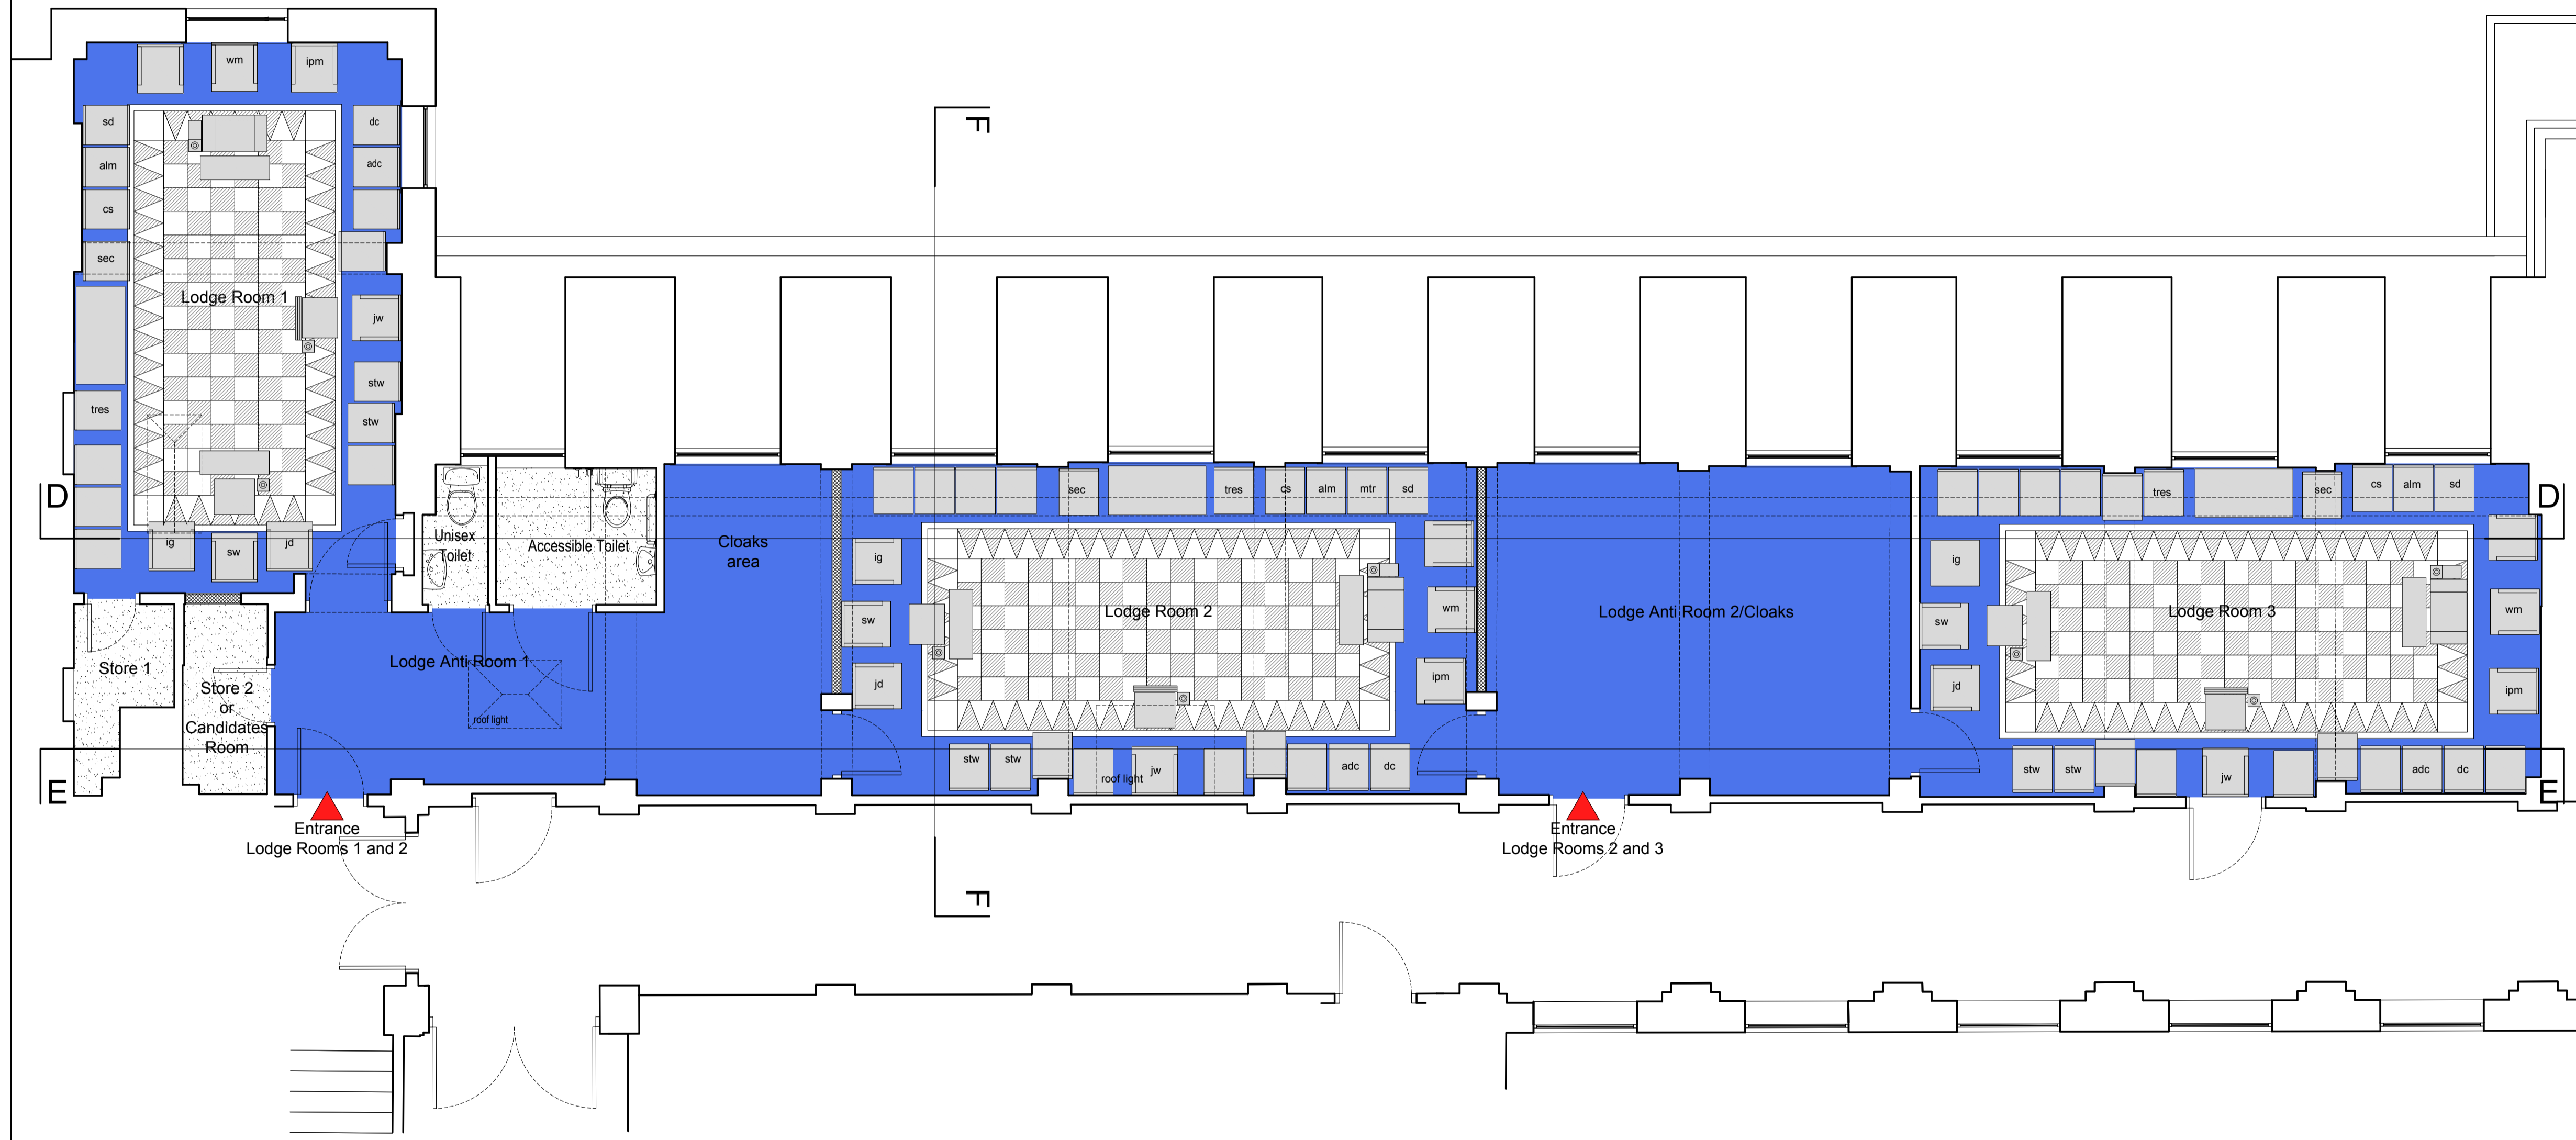 wm
ipm
sd
dc
alm
adc
cs
sec
Lodge Room 1
jw
stw
tres
stw
ig
sw
jd
F
D
Unisex
Toilet
Accessible Toilet
Cloaks
area
Store 1
Store 2
or
Candidates
Room
Lodge Anti Room 1
roof light
E
Entrance
Lodge Rooms 1 and 2
sec
tres
cs
alm
mtr
sd
ig
sw
jd
Lodge Room 2
wm
ipm
stw
stw
roof light
jw
adc
dc
F
Lodge Anti Room 2/Cloaks
Entrance
Lodge Rooms 2 and 3
tres
sec
cs
alm
sd
D
ig
sw
jd
Lodge Room 3
wm
ipm
stw
stw
jw
adc
dc
E